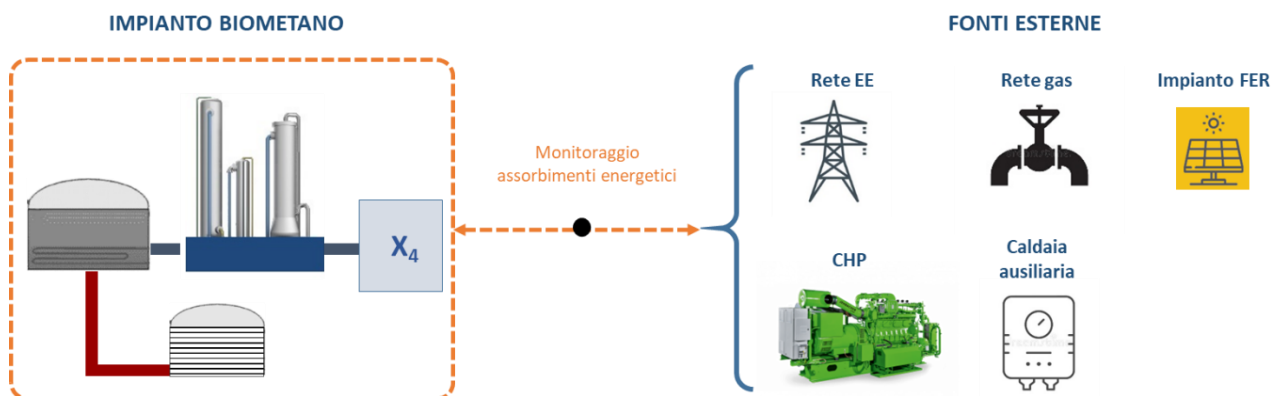 IMPIANTO BIOMETANO
FONTI ESTERNE
Rete EE
Rete gas
Impianto FER
Monitoraggio
assorbimenti energetici
X4
CHP
Caldaia
ausiliaria